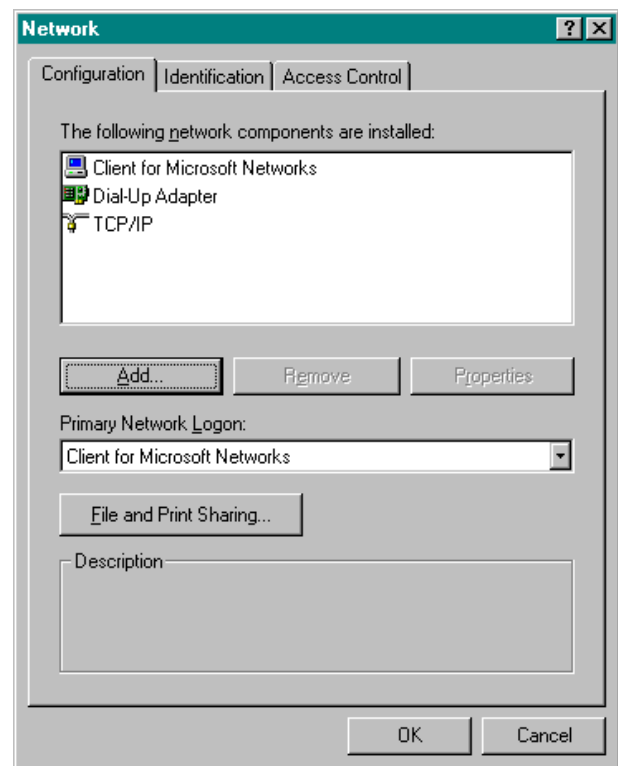 Network
Configuration Identification Access Control
The following network components are installed:
Client for Microsoft Networks
Dial-Up Adapter
TCP/IP
Add... Remove Properties
Primary Network Logon:
Client for Microsoft Networks
File and Print Sharing...
Description
OK Cancel